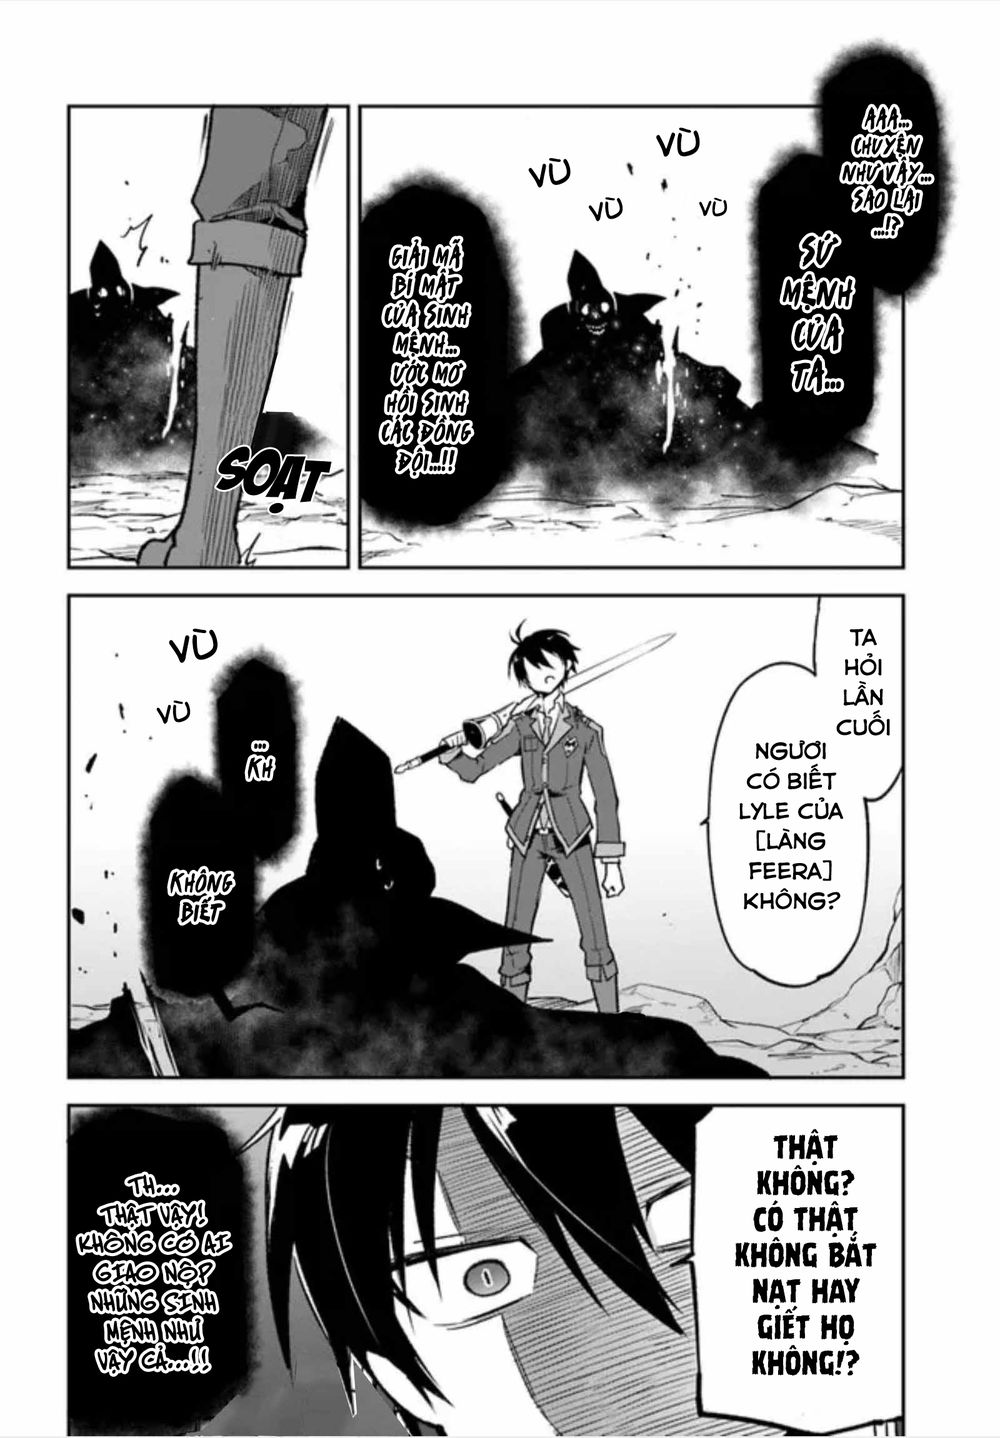 AAA...
CHUYỆN
NHƯ VẬY...
SAO LẠI
...!?
SỨ
MỆNH
CỦA
TA...
VÙ
VÙ
VÙ
VÙ
GIẢI MÃ
BÍ MẬT
CỦA SINH
MỆNH...
ƯỚC MƠ
HỒI SINH
CÁC ĐỒNG
ĐỘI...!!
SOẠT
TA
HỎI
LẦN
CUỐI
NGƯƠI
CÓ BIẾT
LYLE CỦA
[LÀNG
FEERA]
KHÔNG?
VÙ
VÙ
...
KH
KHÔNG
BIẾT
THẬT
KHÔNG?
CÓ THẬT
KHÔNG BẮT
NẠT HAY
GIẾT HỌ
KHÔNG!?
TH...
THẬT VẬY!
KHÔNG CÓ AI
GIAO NỘP
NHỮNG SINH
MỆNH NHƯ
VẬY CẢ...!!